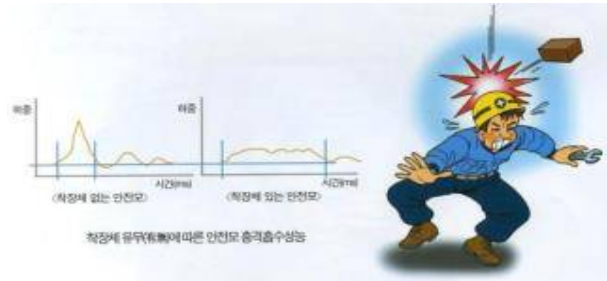 하중
하중
시간(ms)
시간(ms)
<착장체 없는 안전모>
<착장체 있는 안전모>
착장체 유무(有無)에 따른 안전모 충격흡수성능